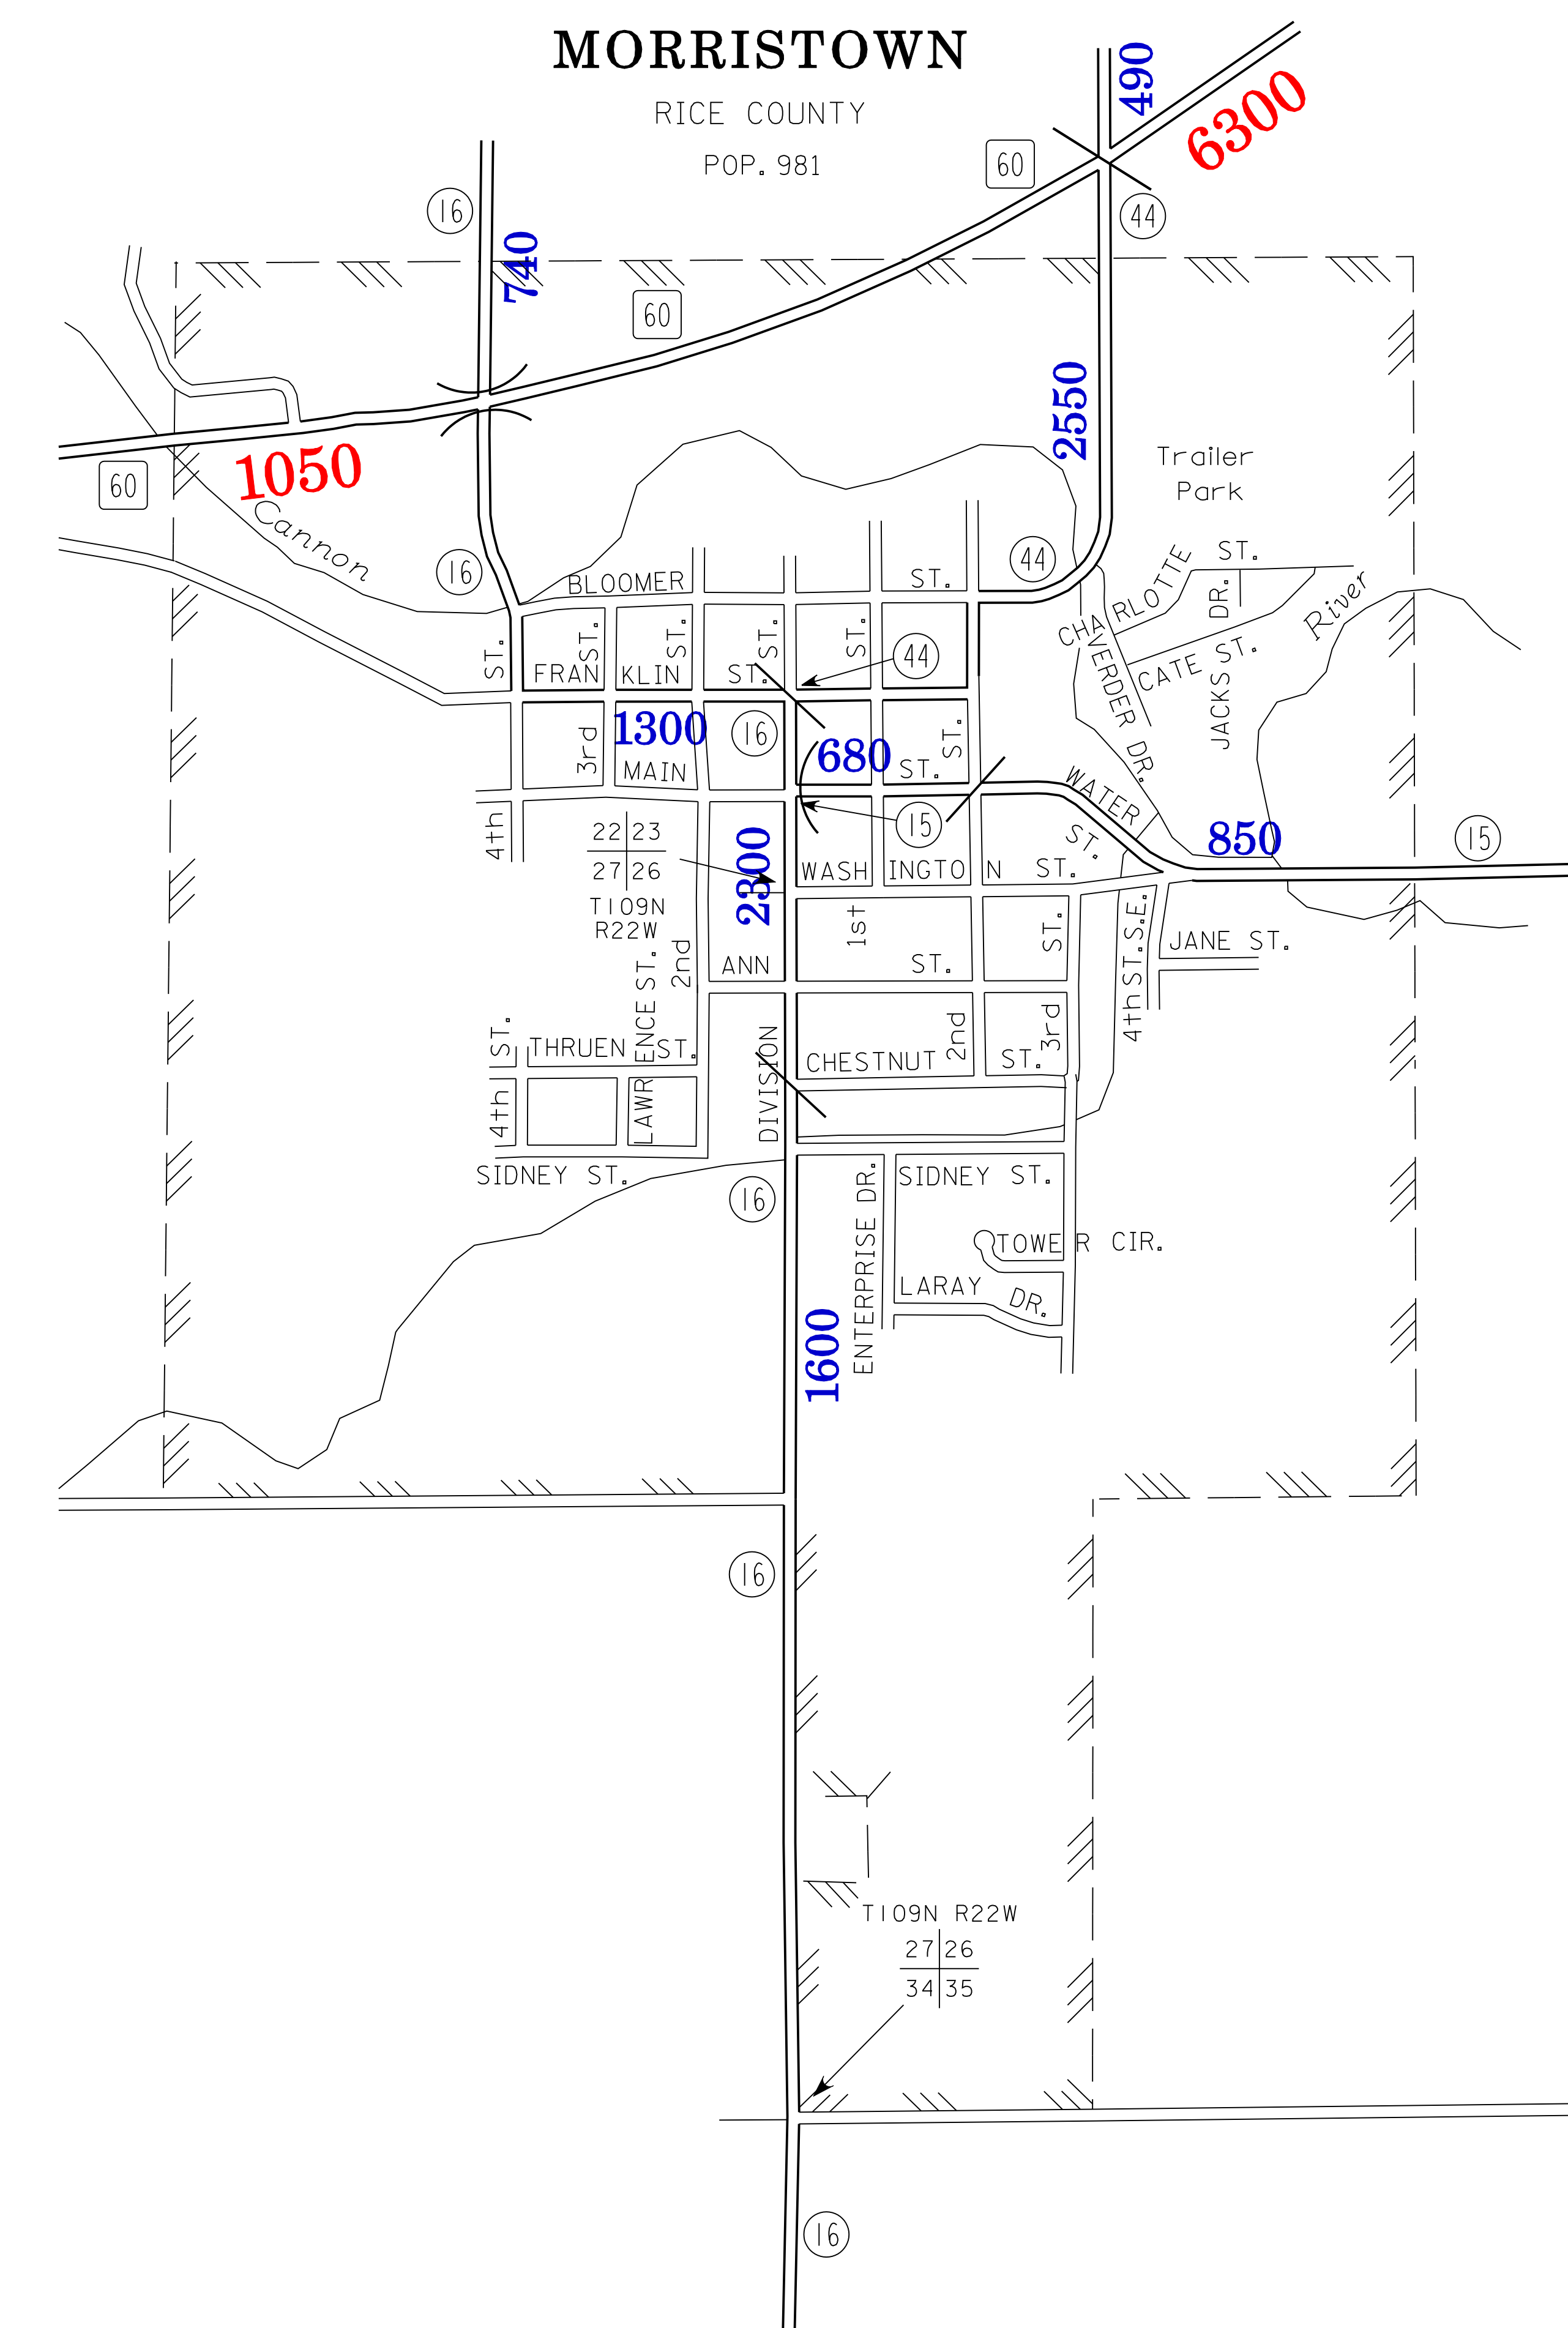 MORRISTOWN
RICE COUNTY
POP. 981
490
6300
60
16
44
740
60
2550
1050
60
Cannon
Trailer
Park
16
44
BLOOMER ST.
CHARLOTTE ST.
River
ST.
ST.
ST.
ST.
ST.
DR.
FRANKLIN ST.
44
CATE ST.
VERDER DR.
JACKS
1300
16
680
3rd
MAIN ST.
ST.
WATER ST.
4th
22 23
27 26
T109N
R22W
2300
15
850
15
WASHINGTON ST.
1st
ST.
4th ST. S.E.
JANE ST.
2nd
ANN ST.
LAWRENCE ST.
4th ST.
THRUEN ST.
DIVISION
CHESTNUT ST.
2nd
3rd
4th
SIDNEY ST.
16
SIDNEY ST.
ENTERPRISE DR.
TOWER CIR.
LARAY DR.
1600
16
T109N R22W
27 26
34 35
16